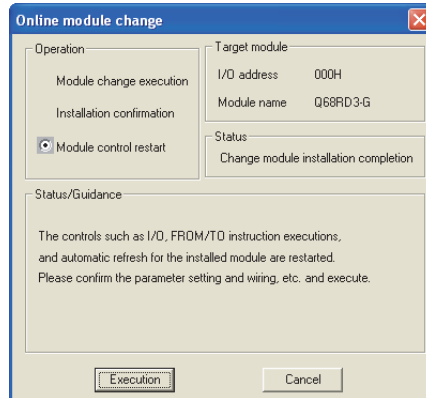 Online module change
Operation
Module change execution
Installation confirmation
Module control restart
Target module
I/O address 000H
Module name Q68RD3-G
Status
Change module installation completion
Status/Guidance
The controls such as I/O, FROM/TO instruction executions,
and automatic refresh for the installed module are restarted.
Please confirm the parameter setting and wiring, etc. and execute.
Execution Cancel